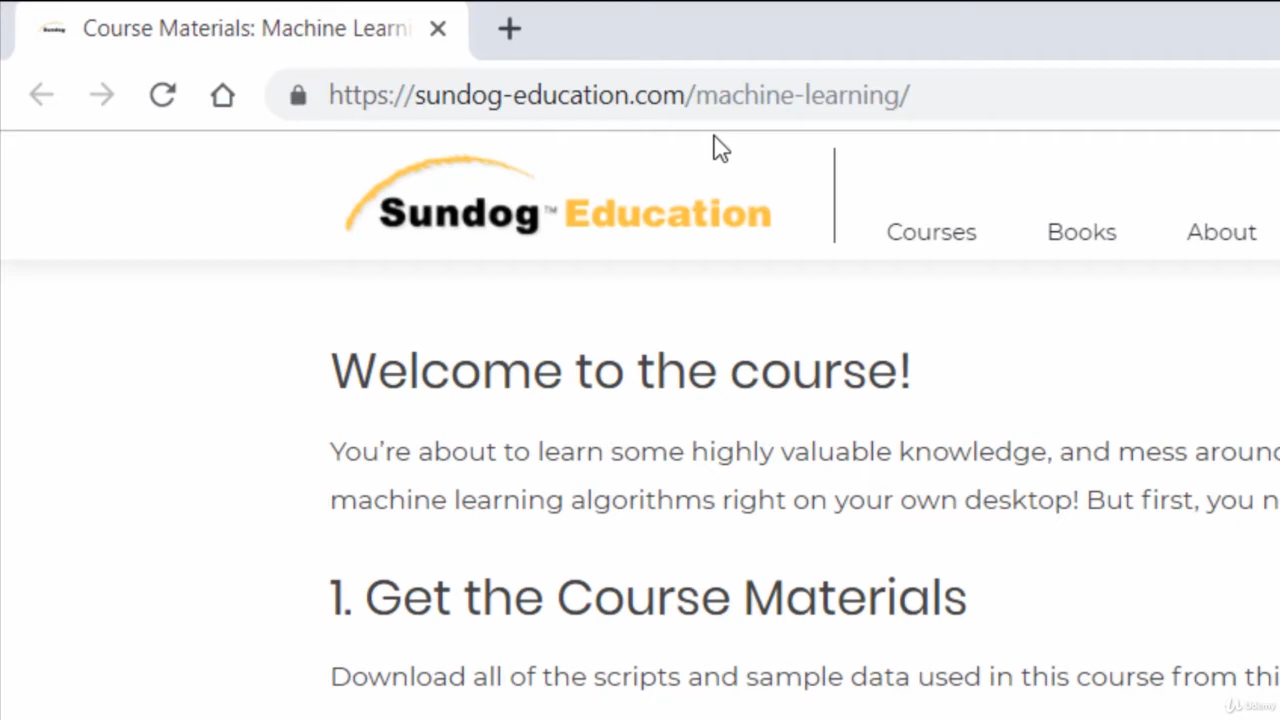 Course Materials: Machine Learni
https://sundog-education.com/machine-learning/
Sundog™ Education
Courses Books About
Welcome to the course!
You’re about to learn some highly valuable knowledge, and mess around
machine learning algorithms right on your own desktop! But first, you n
1. Get the Course Materials
Download all of the scripts and sample data used in this course from thi
Udemy